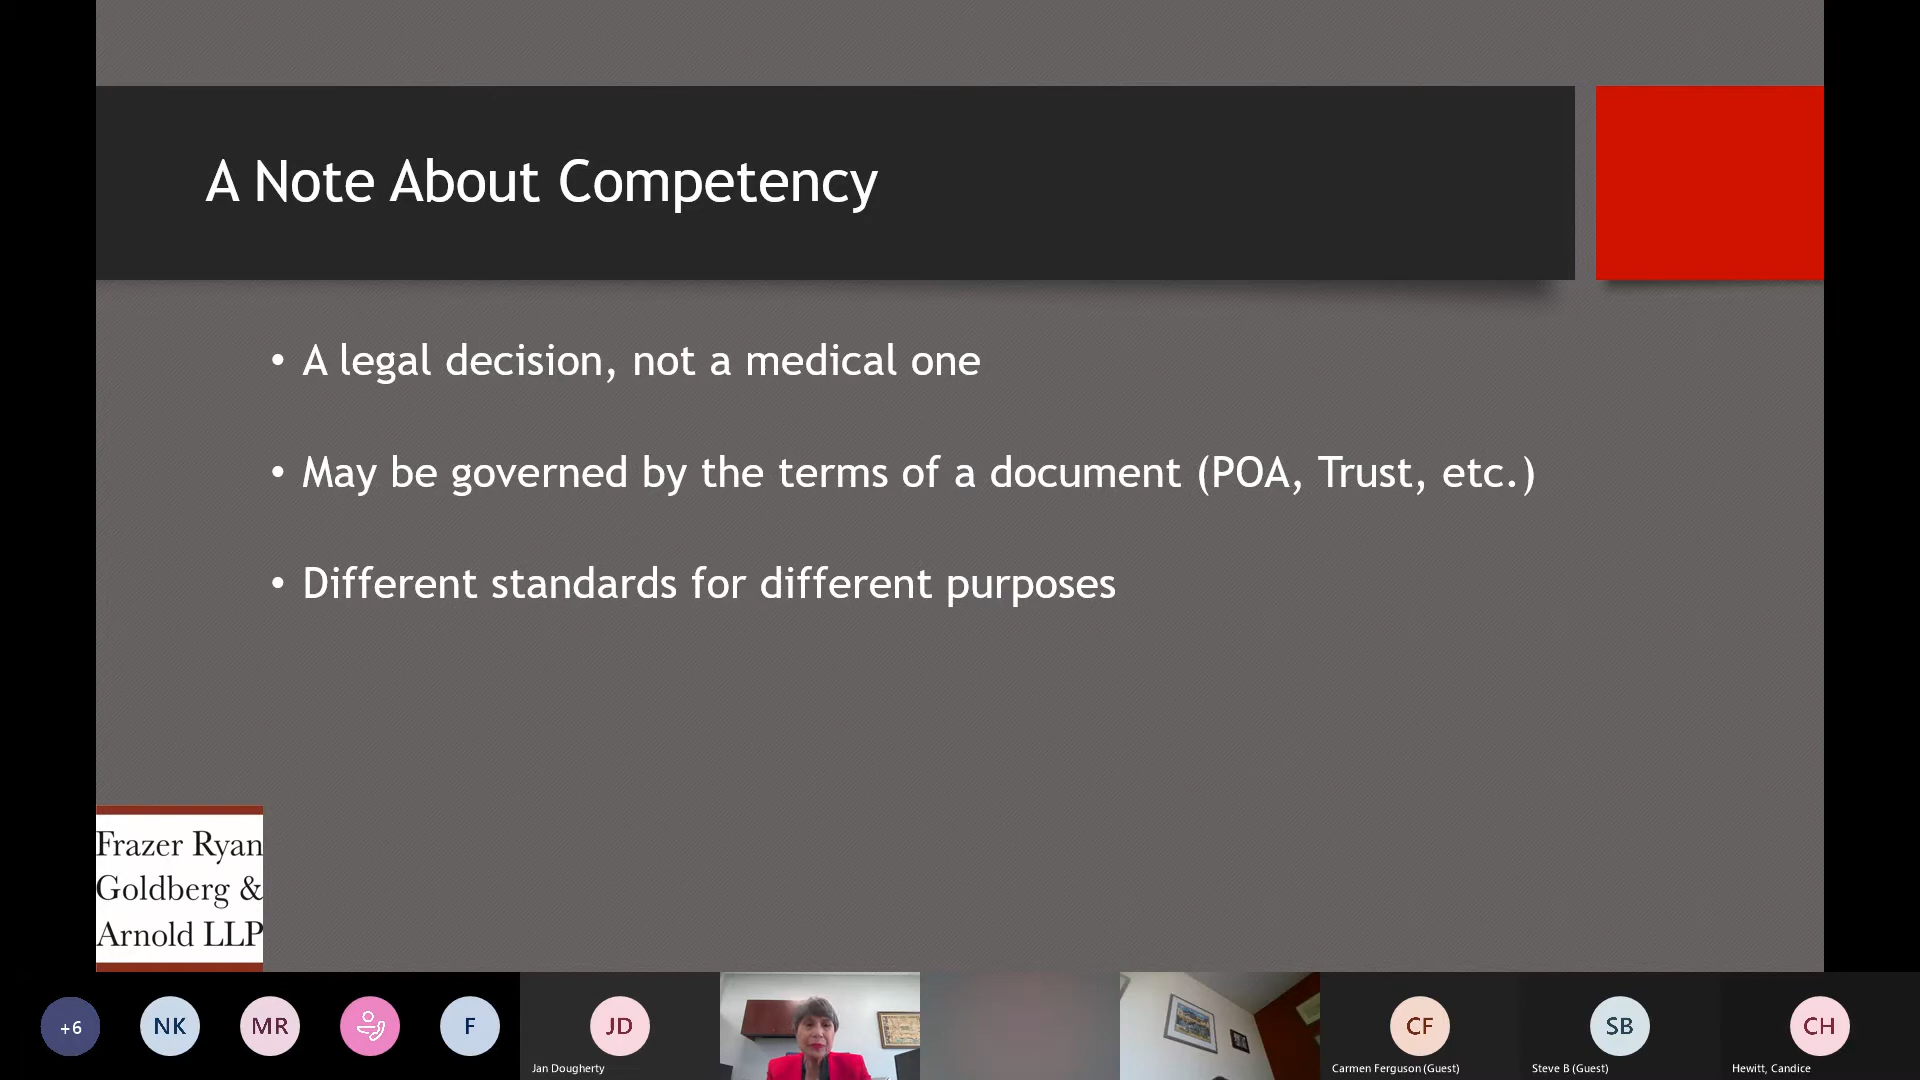 A Note About Competency
• A legal decision, not a medical one
• May be governed by the terms of a document (POA, Trust, etc.)
• Different standards for different purposes
Frazer Ryan
Goldberg &
Arnold LLP
+6
NK
MR
F
JD
Jan Dougherty
CF
Carmen Ferguson (Guest)
SB
Steve B (Guest)
CH
Hewitt, Candice